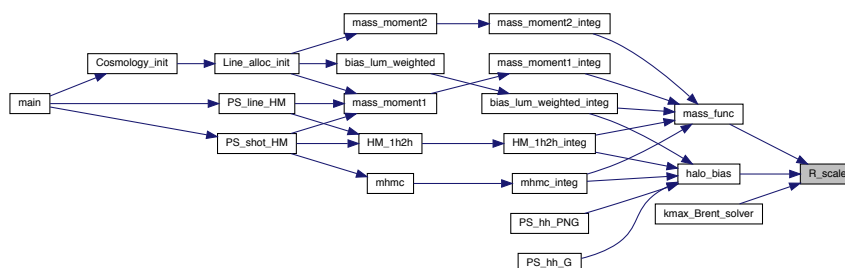 main
Cosmology_init
PS_line_HM
PS_shot_HM
Line_alloc_init
mass_moment2
bias_lum_weighted
mass_moment1
HM_1h2h
mhmc
mass_moment2_integ
mass_moment1_integ
bias_lum_weighted_integ
HM_1h2h_integ
mhmc_integ
PS_hh_PNG
PS_hh_G
mass_func
halo_bias
kmax_Brent_solver
R_scale